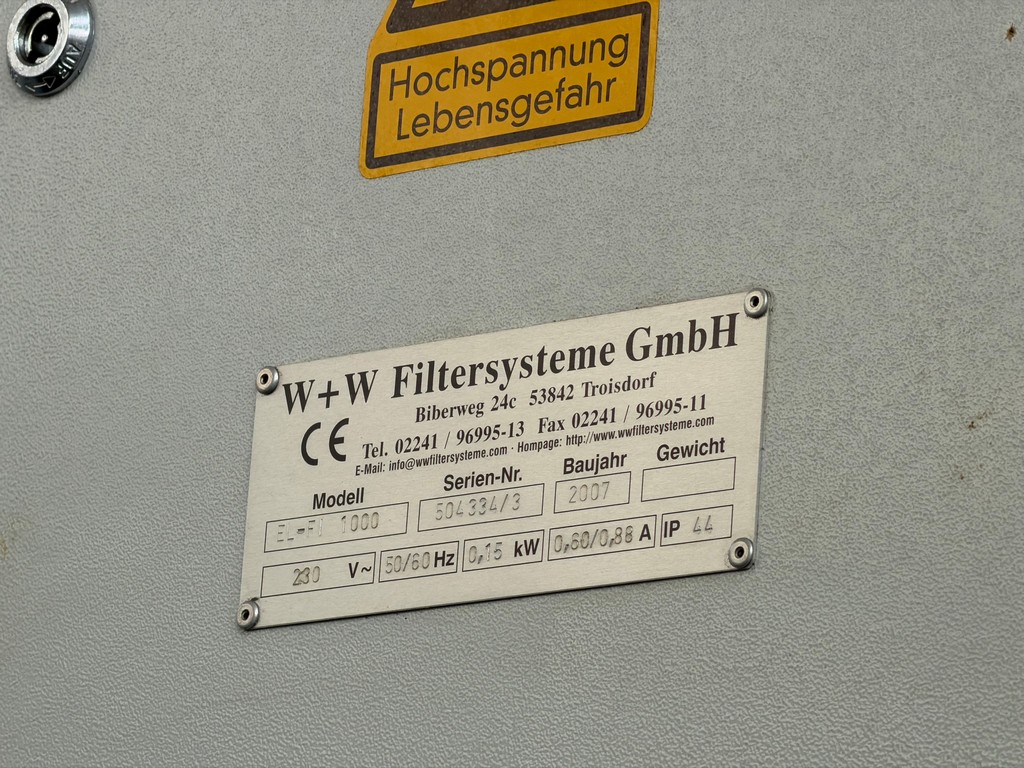 AIR
Hochspannung
Lebensgefahr
W+W Filtersysteme GmbH
Biberweg 24c 53842 Troisdorf
CE
Tel. 02241 / 96995-13 Fax 02241 / 96995-11
E-Mail: info@wwfiltersysteme.com · Hompage: http://www.wwfiltersysteme.com
Modell Serien-Nr. Baujahr Gewicht
EL-FI 1000 504334/3 2007
230 V~ 50/60 Hz 0,15 kW 0,60/0,88 A IP 44